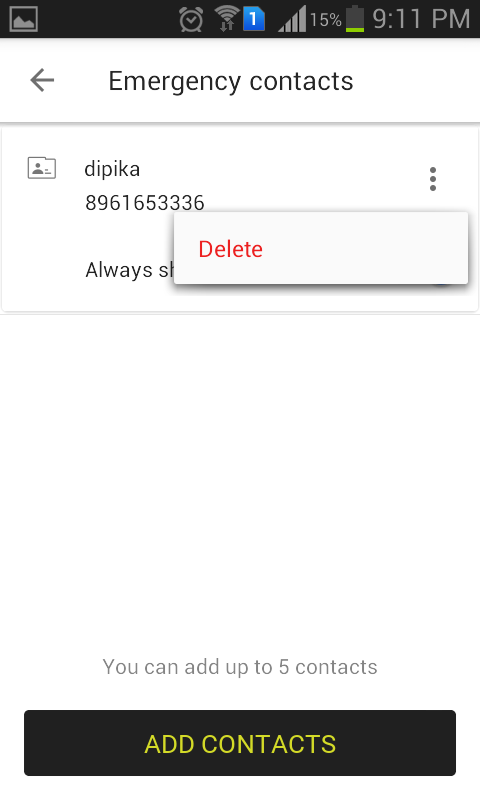 1 15% 9:11 PM
Emergency contacts
dipika
8961653336
Delete
Always
You can add up to 5 contacts
ADD CONTACTS